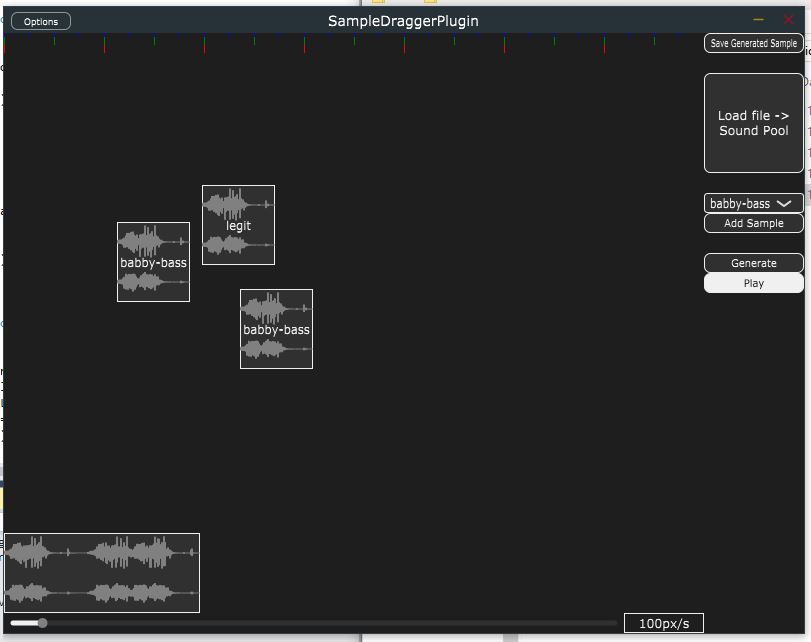 Options
SampleDraggerPlugin
Save Generated Sample
Load file ->
Sound Pool
babby-bass
Add Sample
Generate
Play
legit
babby-bass
babby-bass
100px/s